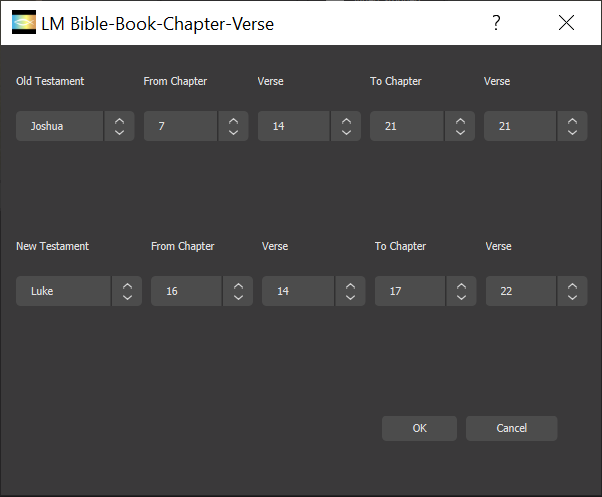 LM Bible-Book-Chapter-Verse ?
Old Testament From Chapter Verse To Chapter Verse
Joshua 7 14 21 21
New Testament From Chapter Verse To Chapter Verse
Luke 16 14 17 22
OK Cancel